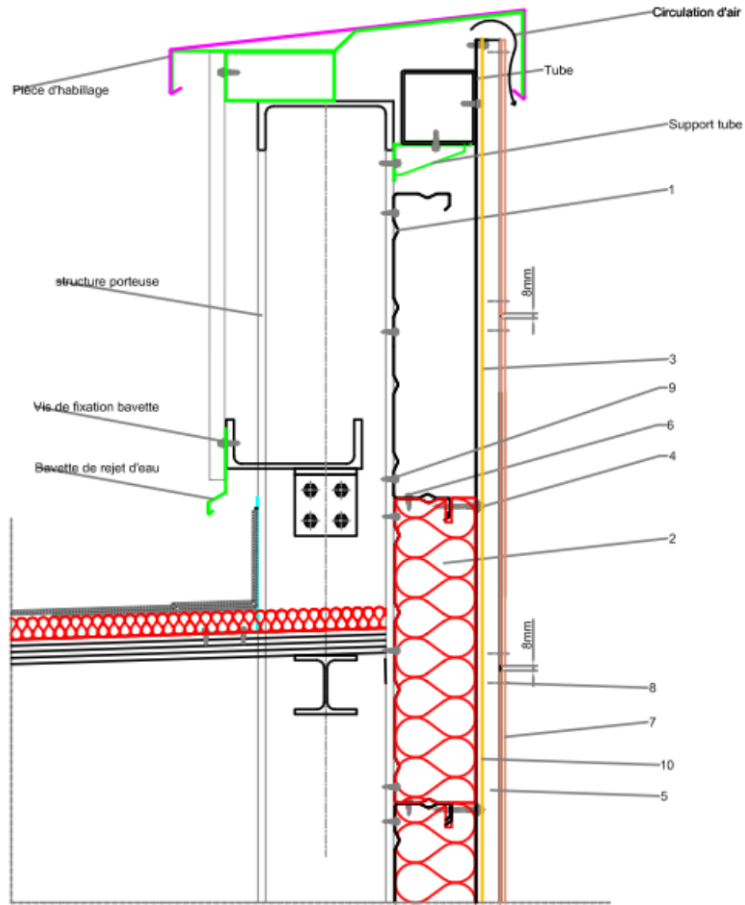 Circulation d'air
Pièce d'habillage
Tube
Support tube
1
structure porteuse
8mm
3
9
Vis de fixation bavette
6
4
Bavette de rejet d'eau
2
8mm
8
7
10
5